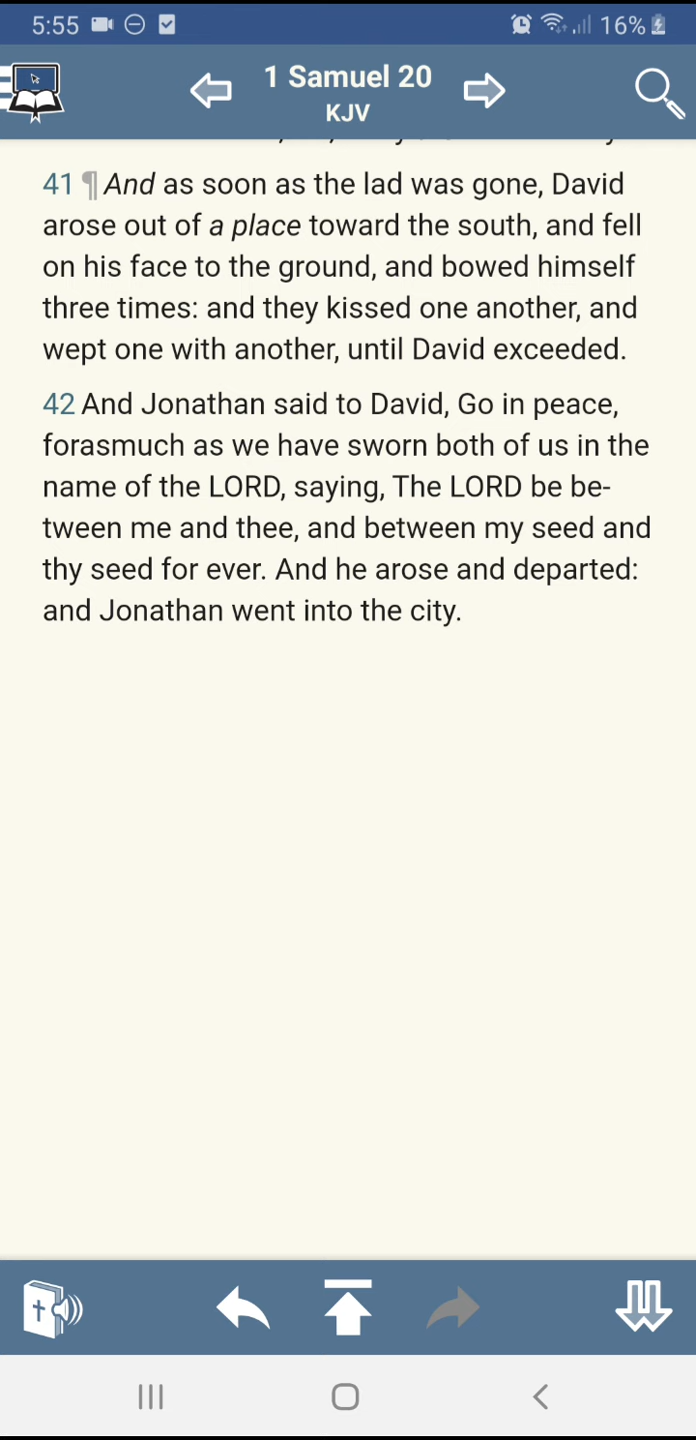 5:55
16%
1 Samuel 20
KJV
41 ¶ And as soon as the lad was gone, David
arose out of a place toward the south, and fell
on his face to the ground, and bowed himself
three times: and they kissed one another, and
wept one with another, until David exceeded.
42 And Jonathan said to David, Go in peace,
forasmuch as we have sworn both of us in the
name of the LORD, saying, The LORD be be-
tween me and thee, and between my seed and
thy seed for ever. And he arose and departed:
and Jonathan went into the city.